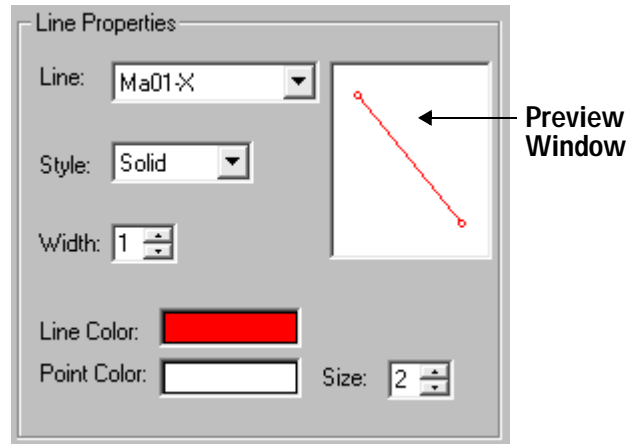 Line Properties
Line: Ma01-X
Preview
Window
Style: Solid
Width: 1
Line Color:
Point Color: Size: 2